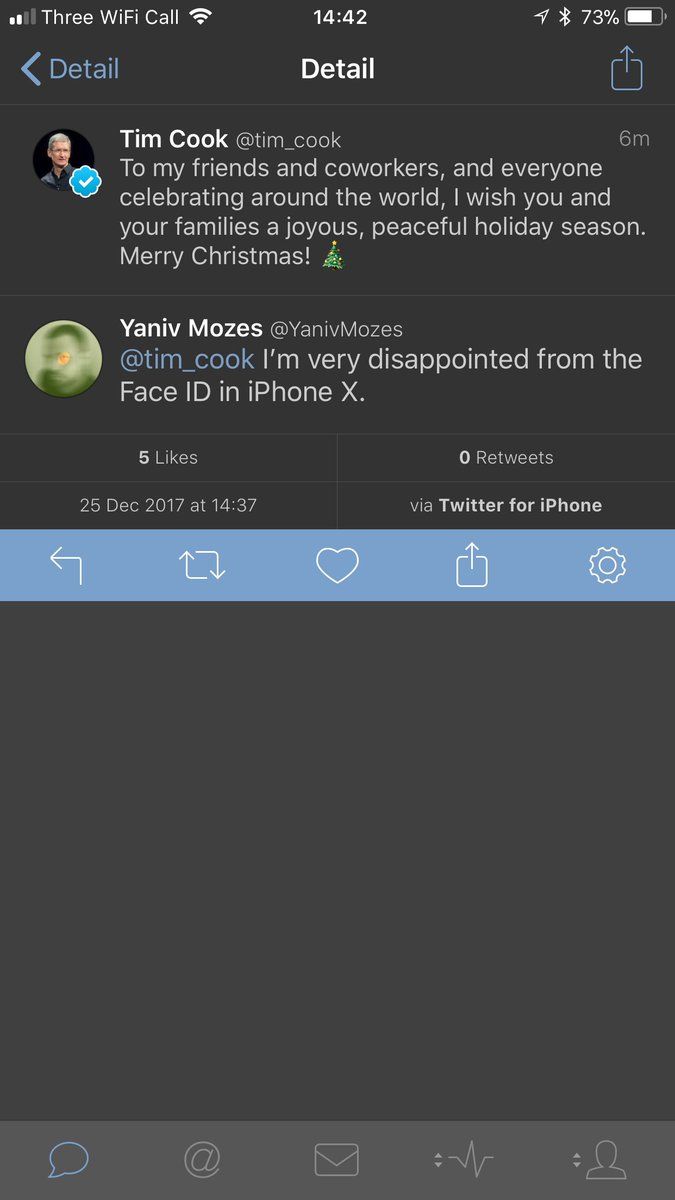 Three WiFi Call 14:42 73%
Detail Detail
Tim Cook @tim_cook 6m
To my friends and coworkers, and everyone
celebrating around the world, I wish you and
your families a joyous, peaceful holiday season.
Merry Christmas! 🎄
Yaniv Mozes @YanivMozes
@tim_cook I’m very disappointed from the
Face ID in iPhone X.
5 Likes 0 Retweets
25 Dec 2017 at 14:37 via Twitter for iPhone